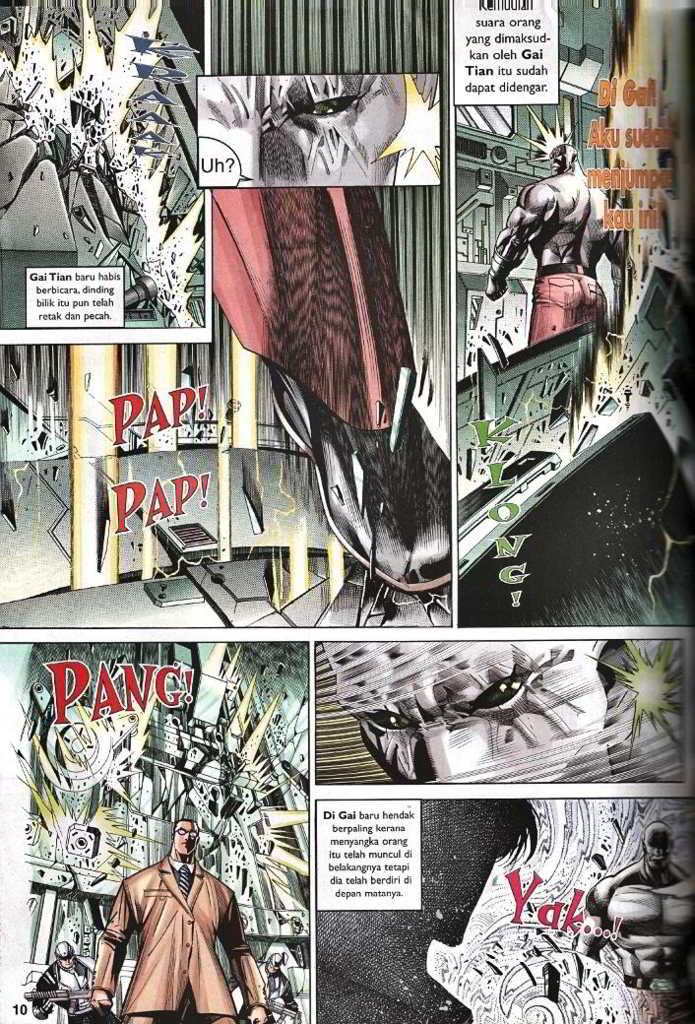 KRAAK
Gai Tian baru habis
berbicara, dinding
bilik itu pun telah
retak dan pecah.
Uh?
Kemudian
suara orang
yang dimaksud-
kan oleh Gai
Tian itu sudah
dapat didengar.
Di Gai!
Aku sudah
menjumpai
kau ini!
PAP!
PAP!
KLONG!
PANG!
Di Gai baru hendak
berpaling kerana
menyangka orang
itu telah muncul di
belakangnya tetapi
dia telah berdiri di
depan matanya.
Yak...!
10